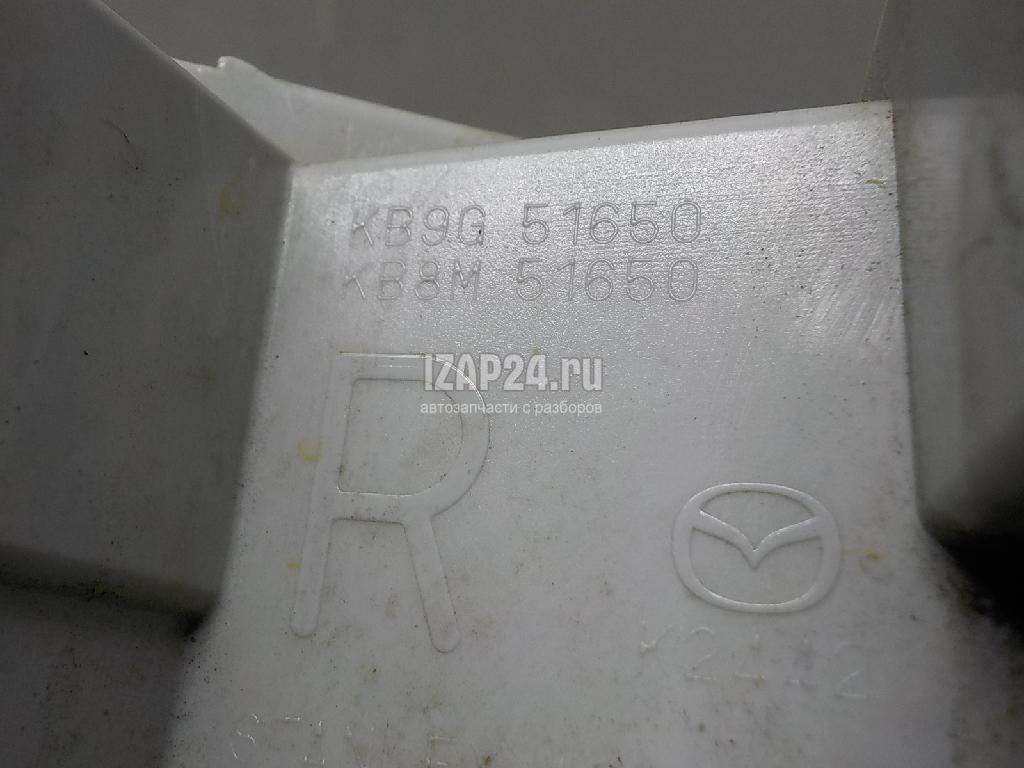 KB9G 51650
KB8M 51650
IZAP24.ru
автозапчасти с разборов
R